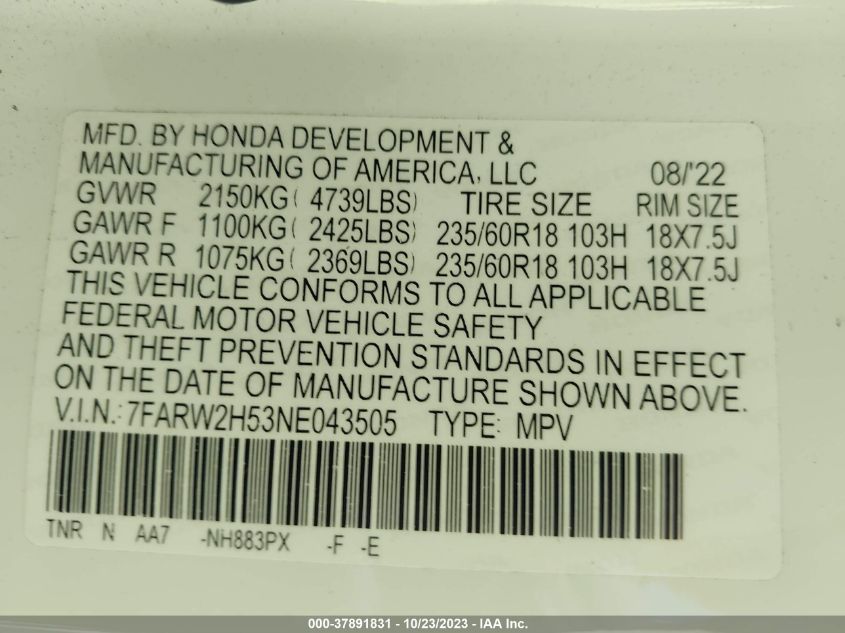 MFD. BY HONDA DEVELOPMENT &
MANUFACTURING OF AMERICA, LLC 08/'22
GVWR 2150KG( 4739LBS) TIRE SIZE RIM SIZE
GAWR F 1100KG( 2425LBS) 235/60R18 103H 18X7.5J
GAWR R 1075KG( 2369LBS) 235/60R18 103H 18X7.5J
THIS VEHICLE CONFORMS TO ALL APPLICABLE
FEDERAL MOTOR VEHICLE SAFETY
AND THEFT PREVENTION STANDARDS IN EFFECT
ON THE DATE OF MANUFACTURE SHOWN ABOVE.
V.I.N.: 7FARW2H53NE043505 TYPE: MPV
TNR N AA7 -NH883PX -F -E
000-37891831 - 10/23/2023 - IAA Inc.